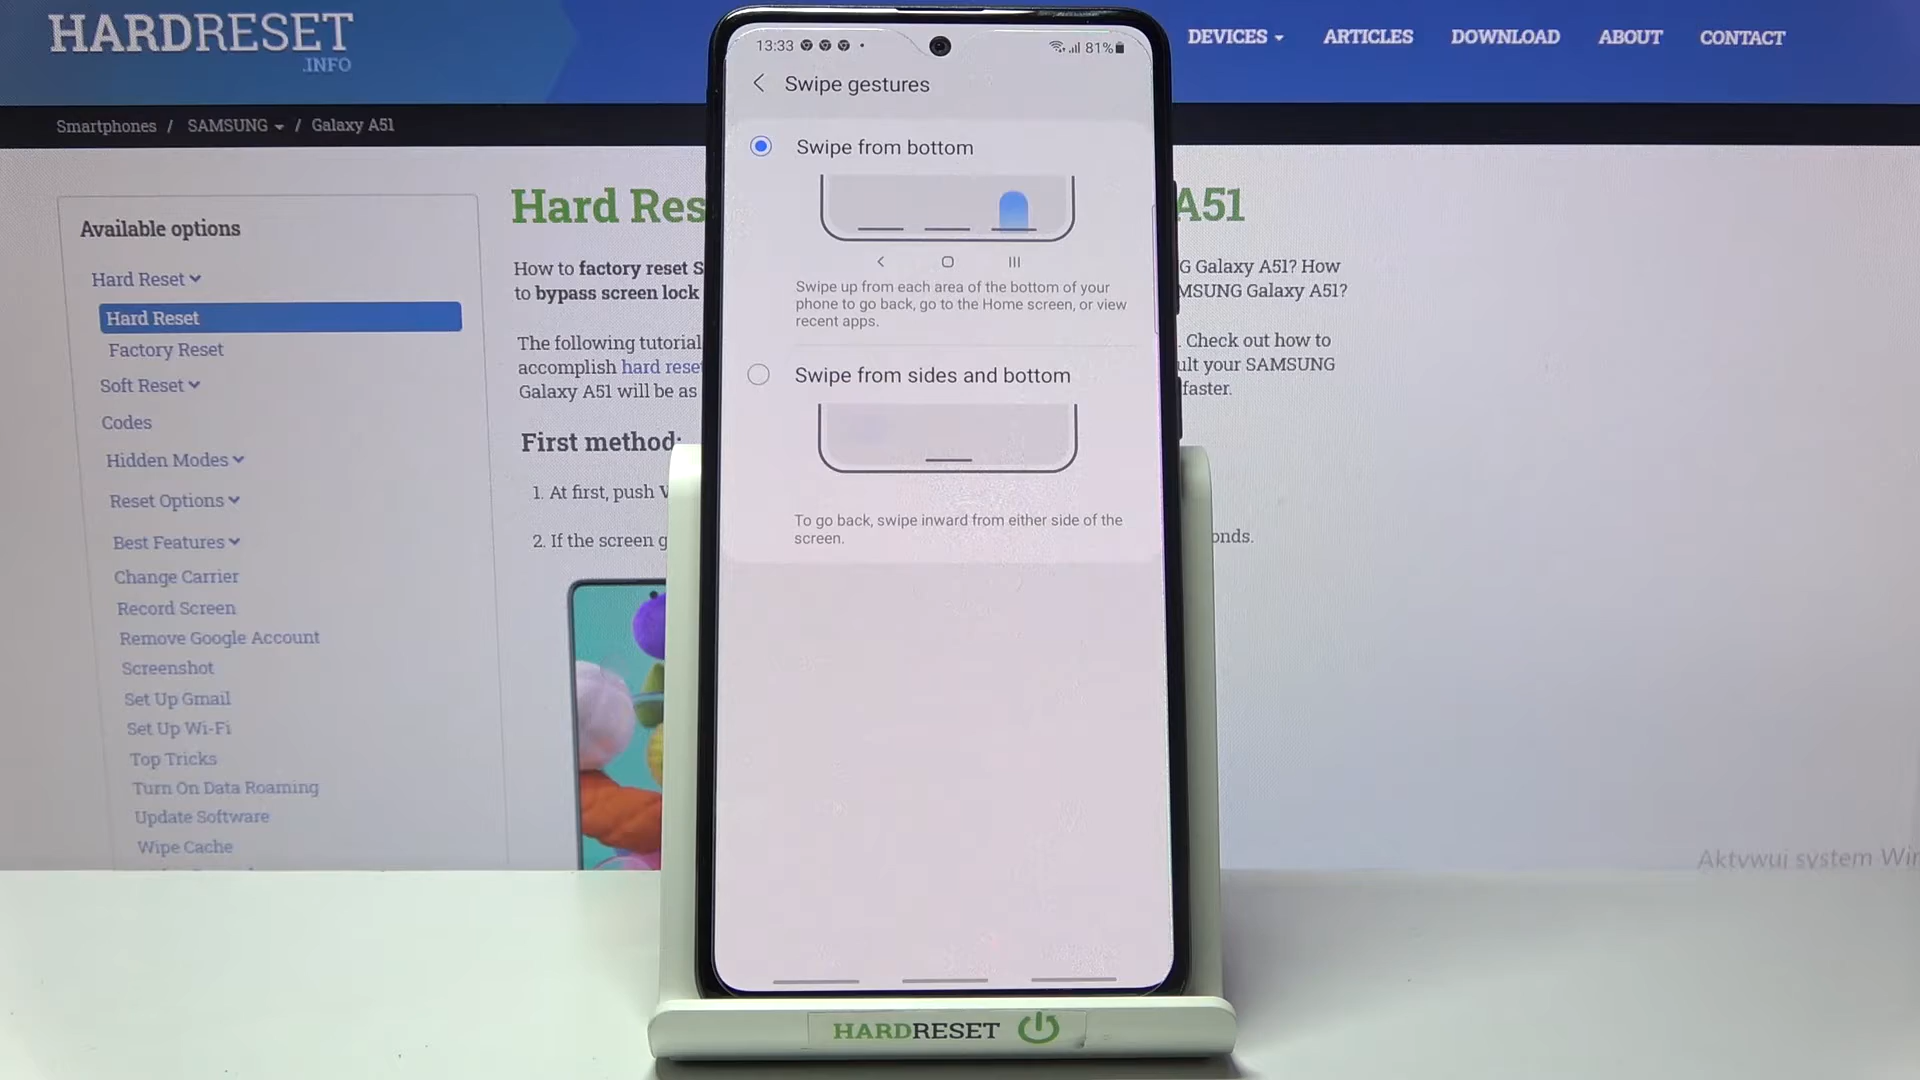 HARDRESET
.INFO
DEVICES
ARTICLES
DOWNLOAD
ABOUT
CONTACT
Smartphones / SAMSUNG / Galaxy A51
Available options
Hard Reset
Hard Reset
Factory Reset
Soft Reset
Codes
Hidden Modes
Reset Options
Best Features
Change Carrier
Record Screen
Remove Google Account
Screenshot
Set Up Gmail
Set Up Wi-Fi
Top Tricks
Turn On Data Roaming
Update Software
Wipe Cache
Hard Res
A51
How to factory reset S
G Galaxy A51? How
to bypass screen lock
MSUNG Galaxy A51?
The following tutorial
. Check out how to
accomplish hard rese
ult your SAMSUNG
Galaxy A51 will be as
faster.
First method:
1. At first, push V
2. If the screen g
onds.
13:33
81%
Swipe gestures
Swipe from bottom
Swipe up from each area of the bottom of your
phone to go back, go to the Home screen, or view
recent apps.
Swipe from sides and bottom
To go back, swipe inward from either side of the
screen.
Aktywuj system Win
HARDRESET